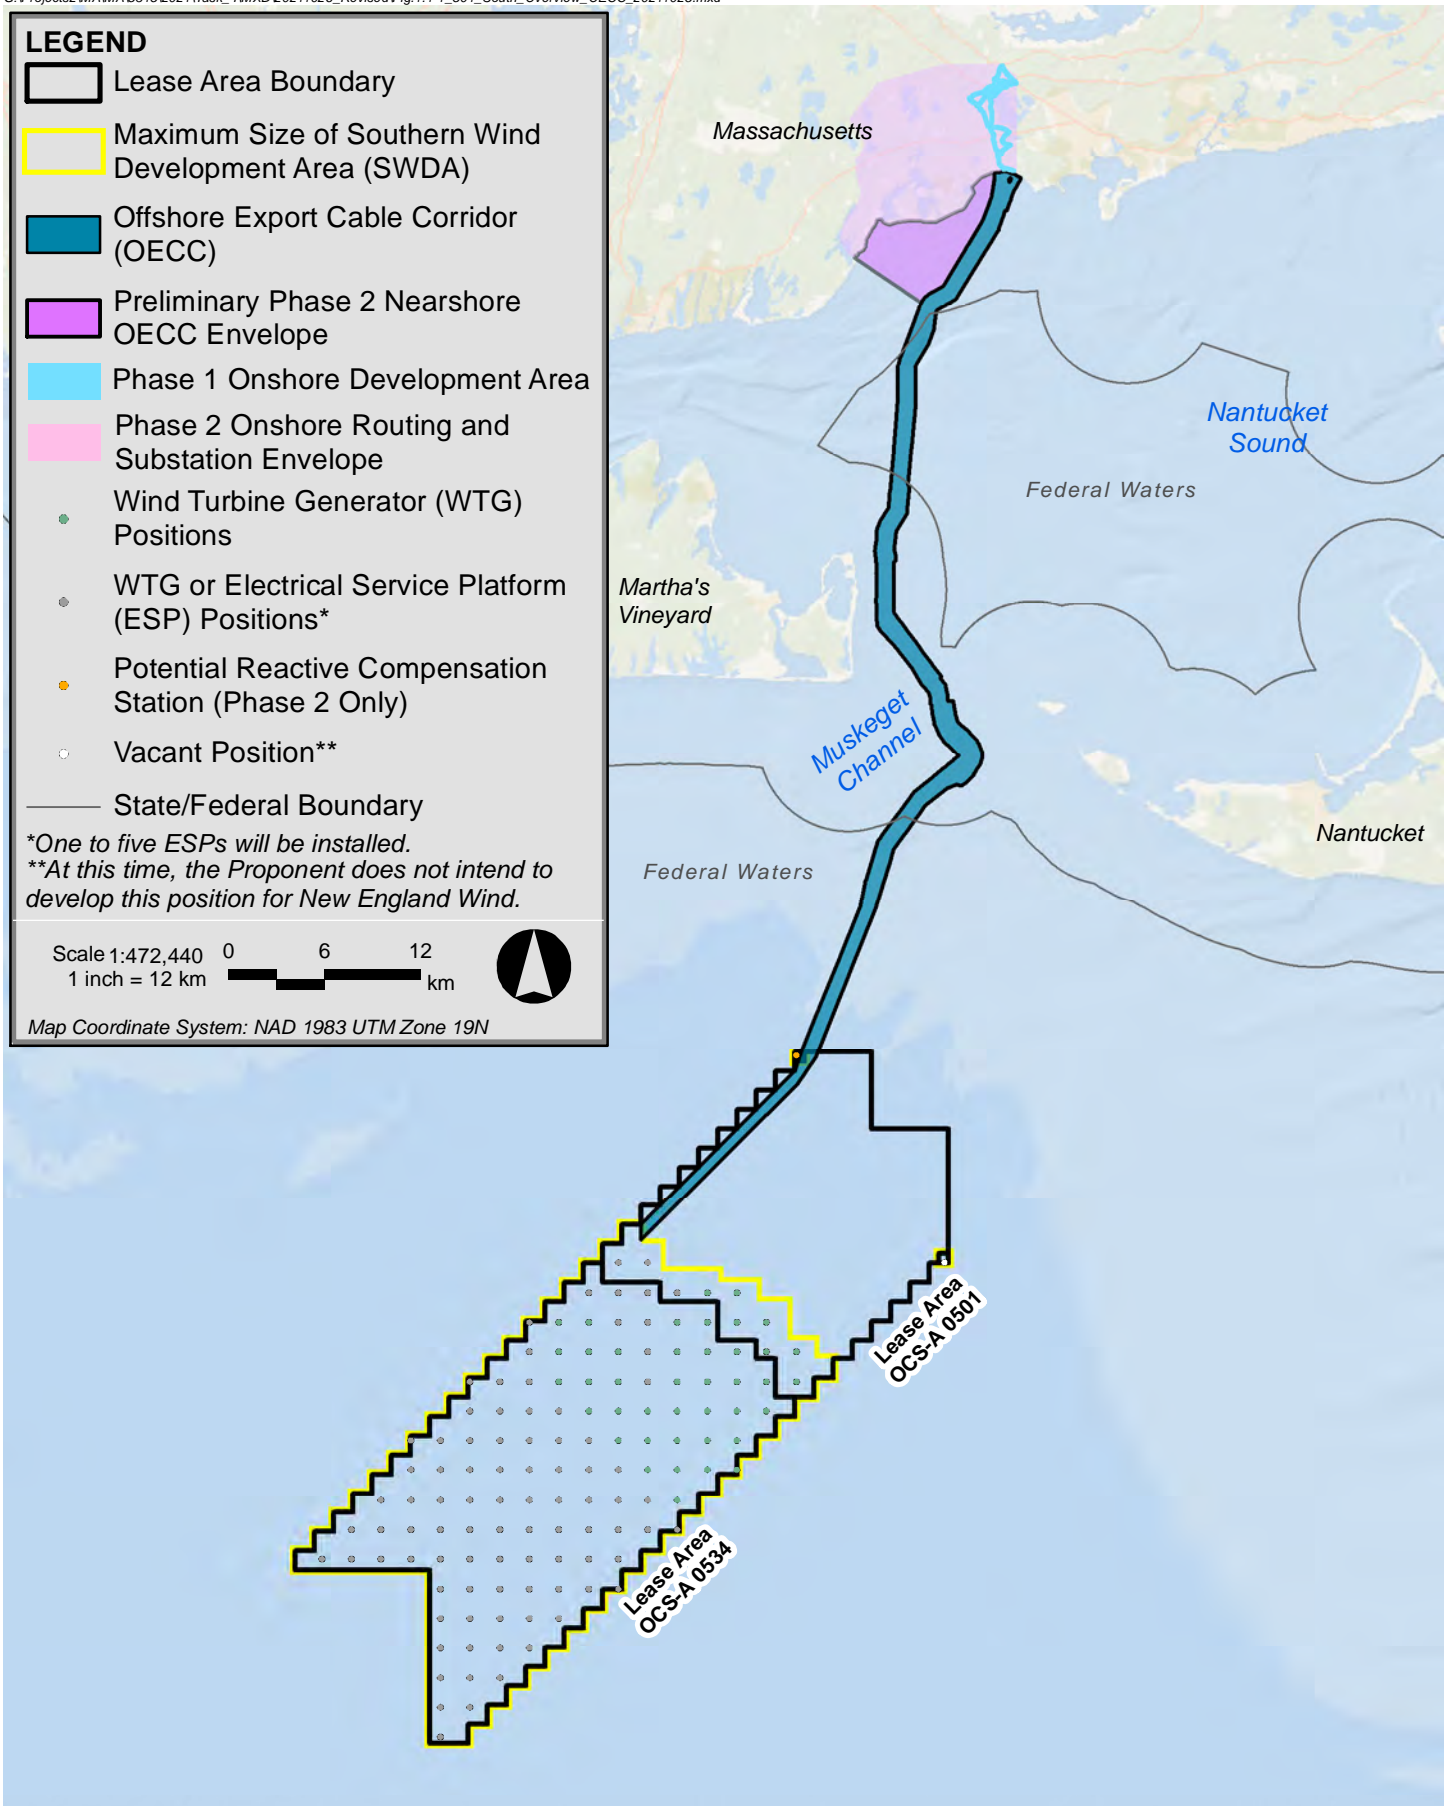 LEGEND
Lease Area Boundary
Maximum Size of Southern Wind
Development Area (SWDA)
Offshore Export Cable Corridor
(OECC)
Preliminary Phase 2 Nearshore
OECC Envelope
Phase 1 Onshore Development Area
Phase 2 Onshore Routing and
Substation Envelope
Wind Turbine Generator (WTG)
Positions
WTG or Electrical Service Platform
(ESP) Positions*
Potential Reactive Compensation
Station (Phase 2 Only)
Vacant Position**
State/Federal Boundary
*One to five ESPs will be installed.
**At this time, the Proponent does not intend to
develop this position for New England Wind.
Scale 1:472,440
1 inch = 12 km
0 6 12
km
Map Coordinate System: NAD 1983 UTM Zone 19N
Massachusetts
Nantucket
Sound
Federal Waters
Martha's
Vineyard
Muskeget
Channel
Nantucket
Federal Waters
Lease Area
OCS-A 0501
Lease Area
OCS-A 0534